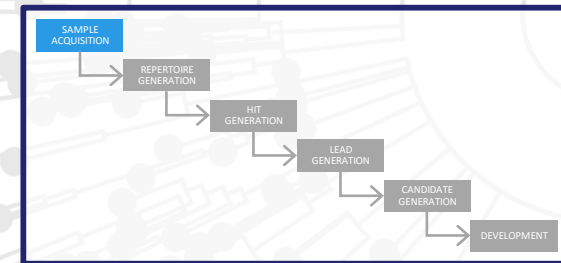 SAMPLE
ACQUISITION
REPERTOIRE
GENERATION
HIT
GENERATION
LEAD
GENERATION
CANDIDATE
GENERATION
DEVELOPMENT